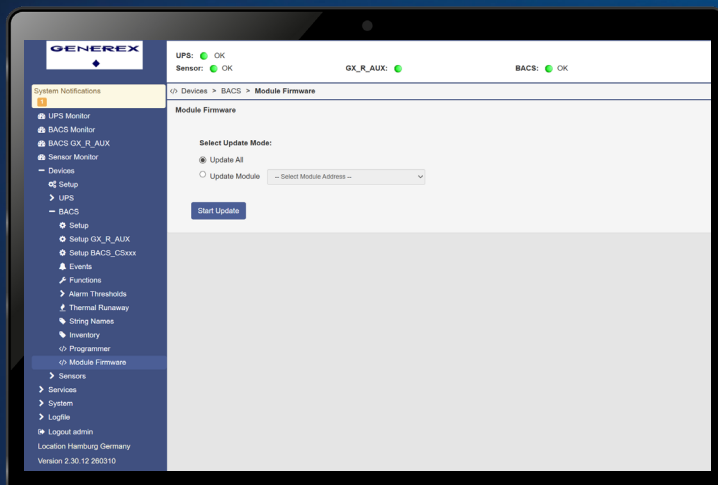 GENEREX
UPS: OK
Sensor: OK GX_R_AUX: BACS: OK
System Notifications
1
UPS Monitor
BACS Monitor
BACS GX_R_AUX
Sensor Monitor
Devices
Setup
UPS
BACS
Setup
Setup GX_R_AUX
Setup BACS_CSxxx
Events
Functions
Alarm Thresholds
Thermal Runaway
String Names
Inventory
</> Programmer
</> Module Firmware
Sensors
Services
System
Logfile
Logout admin
Location Hamburg Germany
Version 2.30.12 260310
</> Devices > BACS > Module Firmware
Module Firmware
Select Update Mode:
Update All
Update Module -- Select Module Address --
Start Update